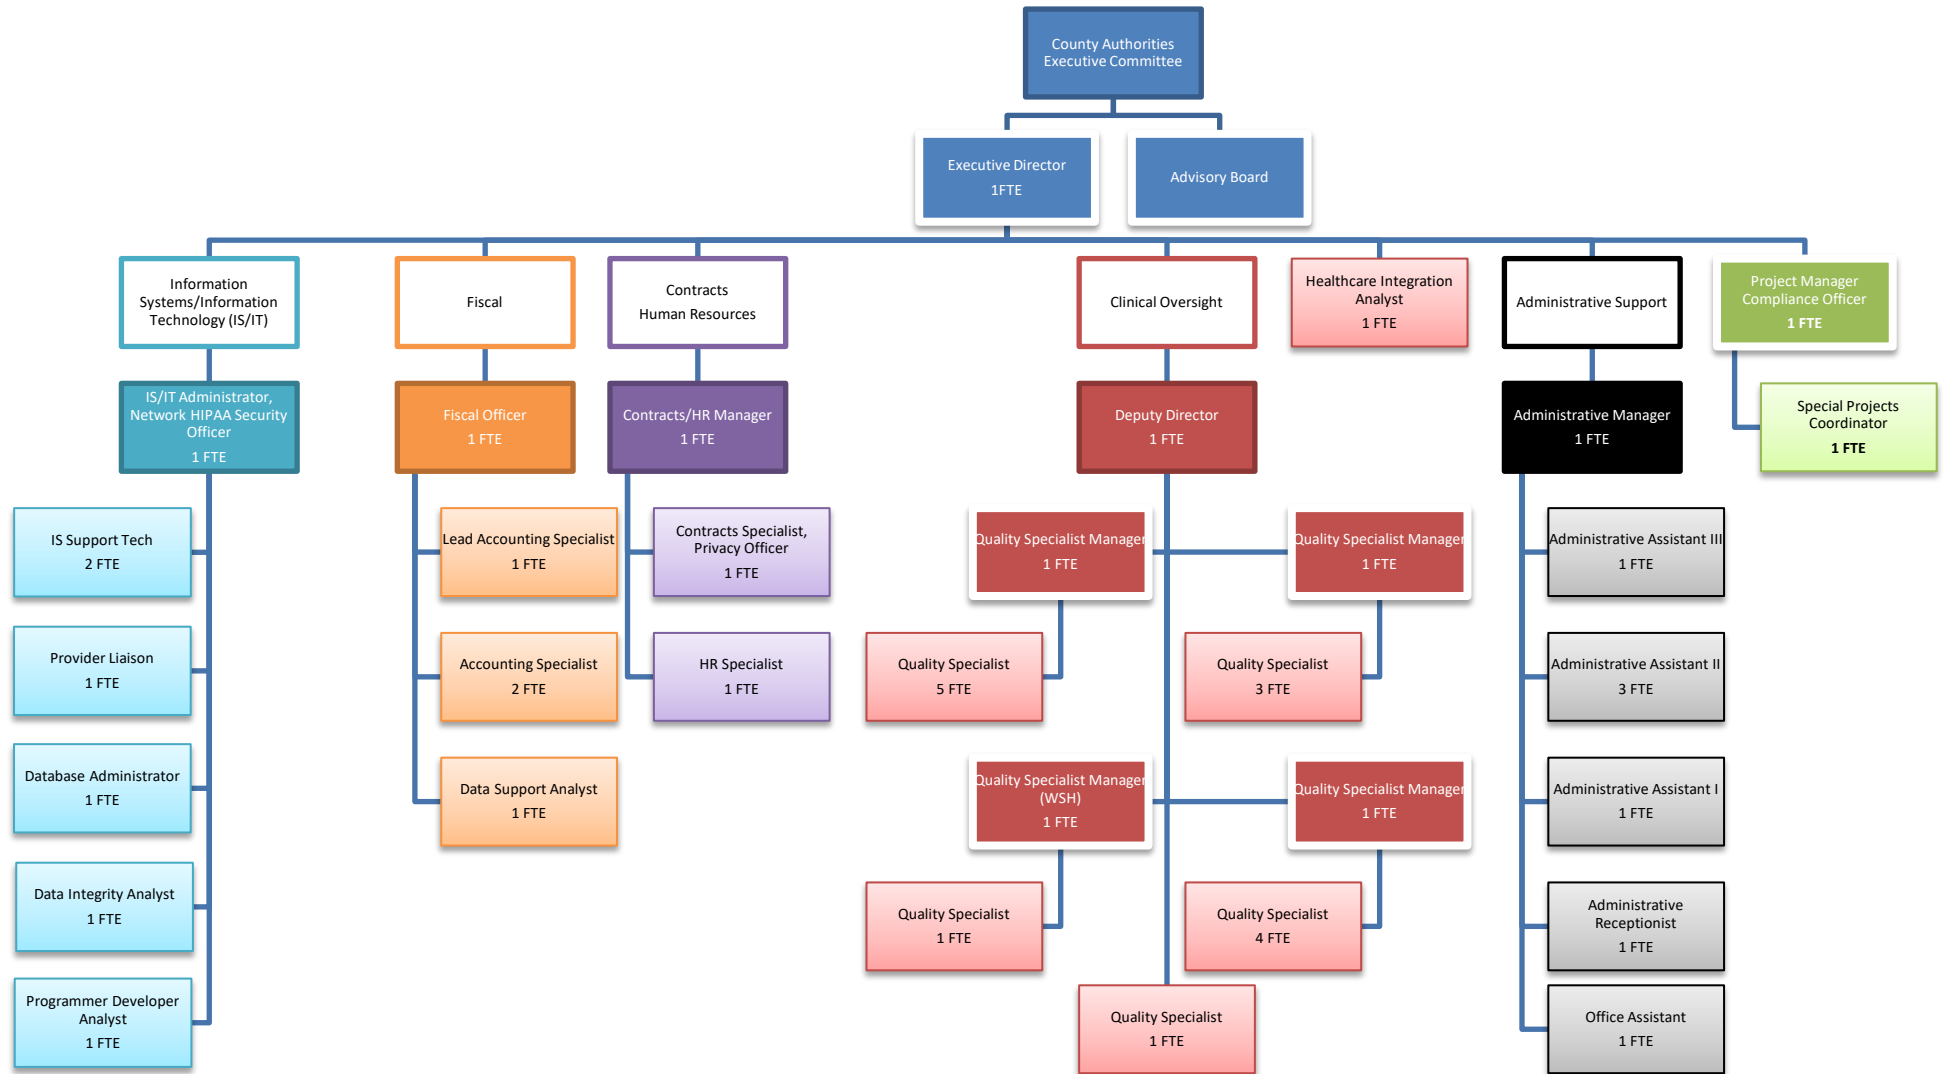 County Authorities
Executive Committee
Executive Director
1FTE
Advisory Board
Information
Systems/Information
Technology (IS/IT)
Fiscal
Contracts
Human Resources
Clinical Oversight
Healthcare Integration
Analyst
1 FTE
Administrative Support
Project Manager
Compliance Officer
1 FTE
IS/IT Administrator,
Network HIPAA Security
Officer
1 FTE
Fiscal Officer
1 FTE
Contracts/HR Manager
1 FTE
Deputy Director
1 FTE
Administrative Manager
1 FTE
Special Projects
Coordinator
1 FTE
IS Support Tech
2 FTE
Lead Accounting Specialist
1 FTE
Contracts Specialist,
Privacy Officer
1 FTE
Quality Specialist Manager
1 FTE
Quality Specialist Manager
1 FTE
Administrative Assistant III
1 FTE
Provider Liaison
1 FTE
Accounting Specialist
2 FTE
HR Specialist
1 FTE
Quality Specialist
5 FTE
Quality Specialist
3 FTE
Administrative Assistant II
3 FTE
Database Administrator
1 FTE
Data Support Analyst
1 FTE
Quality Specialist Manager
(WSH)
1 FTE
Quality Specialist Manager
1 FTE
Administrative Assistant I
1 FTE
Data Integrity Analyst
1 FTE
Quality Specialist
1 FTE
Quality Specialist
4 FTE
Administrative
Receptionist
1 FTE
Programmer Developer
Analyst
1 FTE
Quality Specialist
1 FTE
Office Assistant
1 FTE